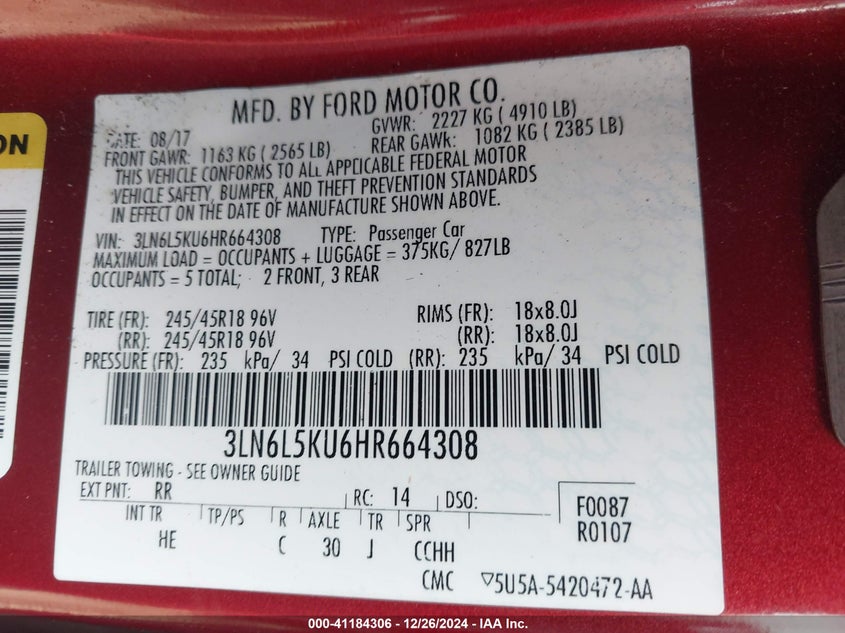 ON
MFD. BY FORD MOTOR CO.
DATE: 08/17 GVWR: 2227 KG ( 4910 LB)
FRONT GAWR: 1163 KG ( 2565 LB) REAR GAWR: 1082 KG ( 2385 LB)
THIS VEHICLE CONFORMS TO ALL APPLICABLE FEDERAL MOTOR
VEHICLE SAFETY, BUMPER, AND THEFT PREVENTION STANDARDS
IN EFFECT ON THE DATE OF MANUFACTURE SHOWN ABOVE.
VIN: 3LN6L5KU6HR664308 TYPE: Passenger Car
MAXIMUM LOAD = OCCUPANTS + LUGGAGE = 375KG/ 827LB
OCCUPANTS = 5 TOTAL; 2 FRONT, 3 REAR
TIRE (FR): 245/45R18 96V RIMS (FR): 18x8.0J
(RR): 245/45R18 96V (RR): 18x8.0J
PRESSURE (FR): 235 kPa/ 34 PSI COLD (RR): 235 kPa/ 34 PSI COLD
3LN6L5KU6HR664308
TRAILER TOWING - SEE OWNER GUIDE
EXT PNT: RR RC: 14 DSO: F0087
INT TR TP/PS R AXLE TR SPR R0107
HE C 30 J CCHH
CMC ▽5U5A-5420472-AA
000-41184306 - 12/26/2024 - IAA Inc.